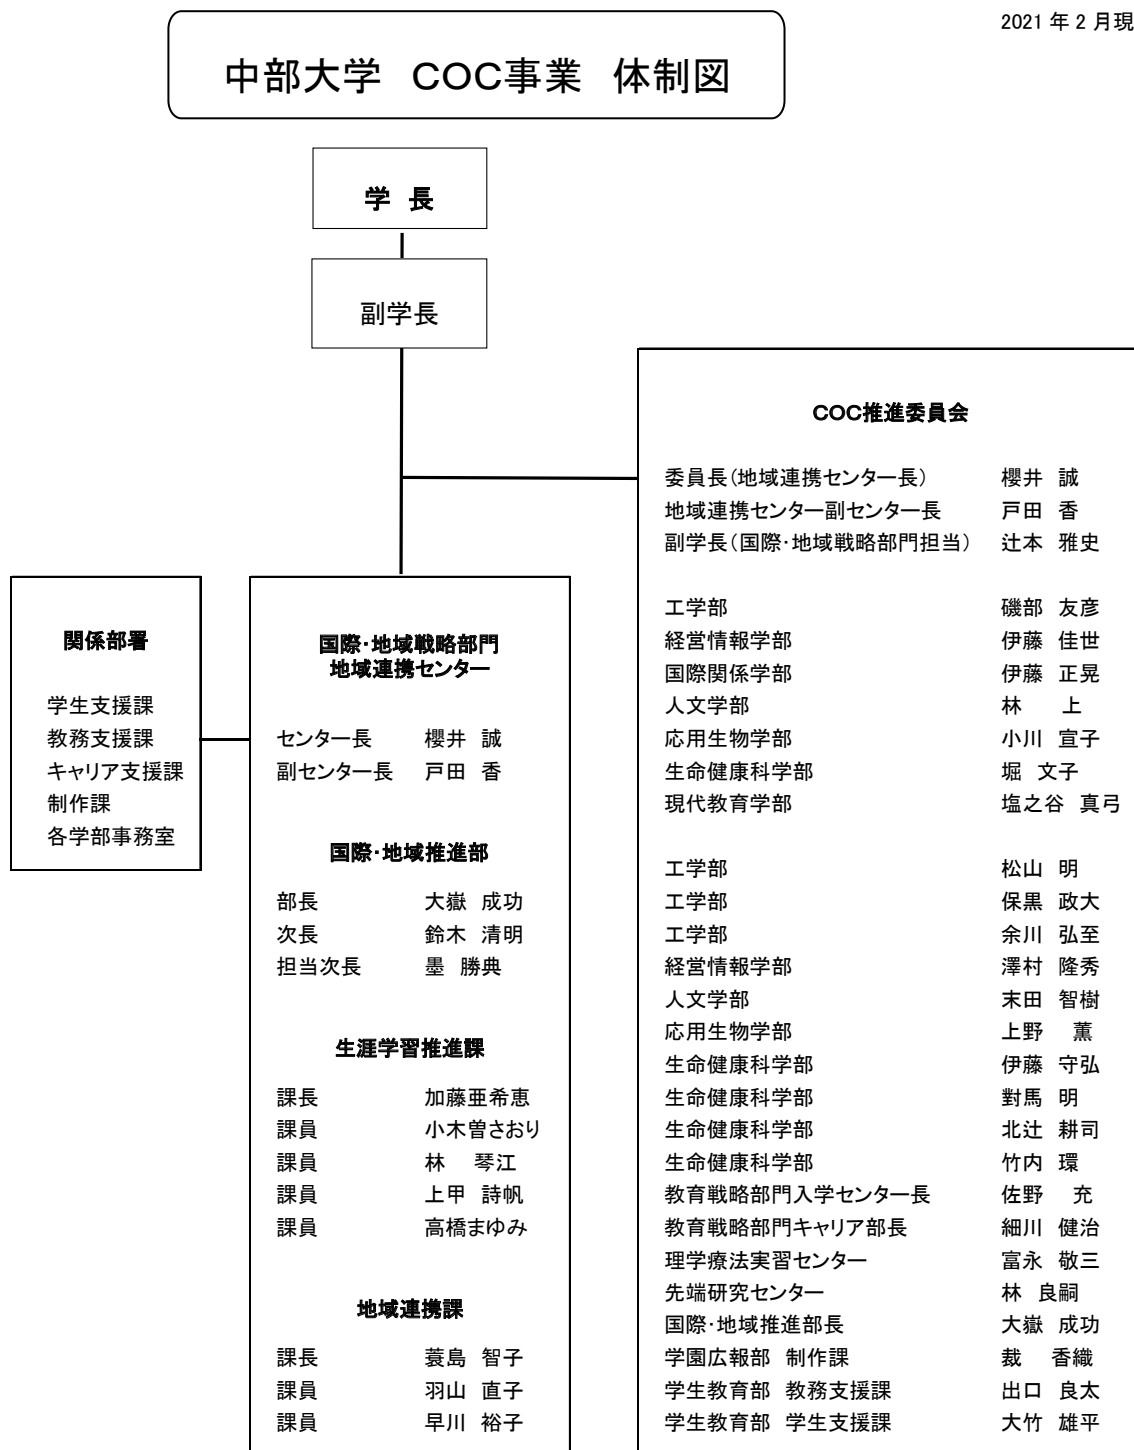 2021 年 2 月現
中部大学　COC事業　体制図
学 長
副学長
COC推進委員会
委員長(地域連携センター長)　櫻井 誠
地域連携センター副センター長　戸田 香
副学長(国際・地域戦略部門担当)　辻本 雅史
工学部　磯部 友彦
経営情報学部　伊藤 佳世
国際関係学部　伊藤 正晃
人文学部　林 上
応用生物学部　小川 宣子
生命健康科学部　堀 文子
現代教育学部　塩之谷 真弓
工学部　松山 明
工学部　保黒 政大
工学部　余川 弘至
経営情報学部　澤村 隆秀
人文学部　末田 智樹
応用生物学部　上野 薫
生命健康科学部　伊藤 守弘
生命健康科学部　對馬 明
生命健康科学部　北辻 耕司
生命健康科学部　竹内 環
教育戦略部門入学センター長　佐野 充
教育戦略部門キャリア部長　細川 健治
理学療法実習センター　富永 敬三
先端研究センター　林 良嗣
国際・地域推進部長　大嶽 成功
学園広報部 制作課　裁 香織
学生教育部 教務支援課　出口 良太
学生教育部 学生支援課　大竹 雄平
関係部署
学生支援課
教務支援課
キャリア支援課
制作課
各学部事務室
国際・地域戦略部門
地域連携センター
センター長　櫻井 誠
副センター長　戸田 香
国際・地域推進部
部長　大嶽 成功
次長　鈴木 清明
担当次長　墨 勝典
生涯学習推進課
課長　加藤亜希恵
課員　小木曽さおり
課員　林 琴江
課員　上甲 詩帆
課員　高橋まゆみ
地域連携課
課長　蓑島 智子
課員　羽山 直子
課員　早川 裕子